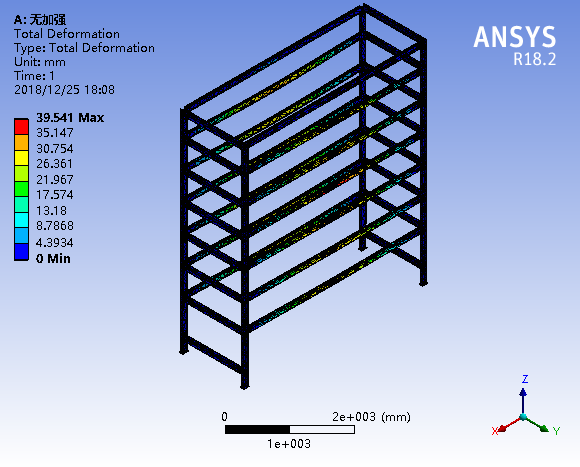 A: 无加强
Total Deformation
Type: Total Deformation
Unit: mm
Time: 1
2018/12/25 18:08
39.541 Max
35.147
30.754
26.361
21.967
17.574
13.18
8.7868
4.3934
0 Min
ANSYS
R18.2
0
2e+003 (mm)
1e+003
Z
X
Y